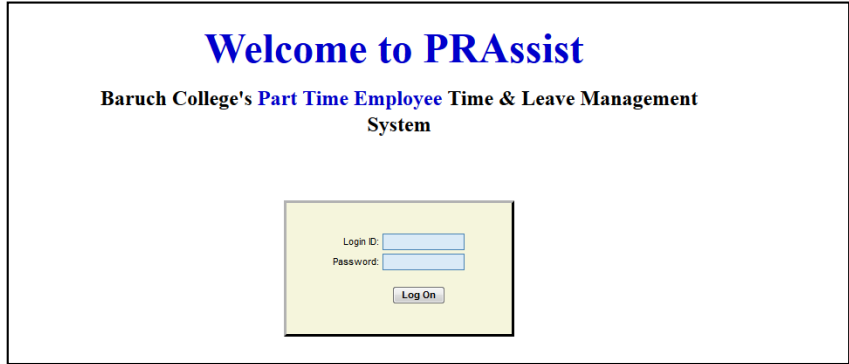 Welcome to PRAssist
Baruch College's Part Time Employee Time & Leave Management
System
Login ID:
Password:
Log On